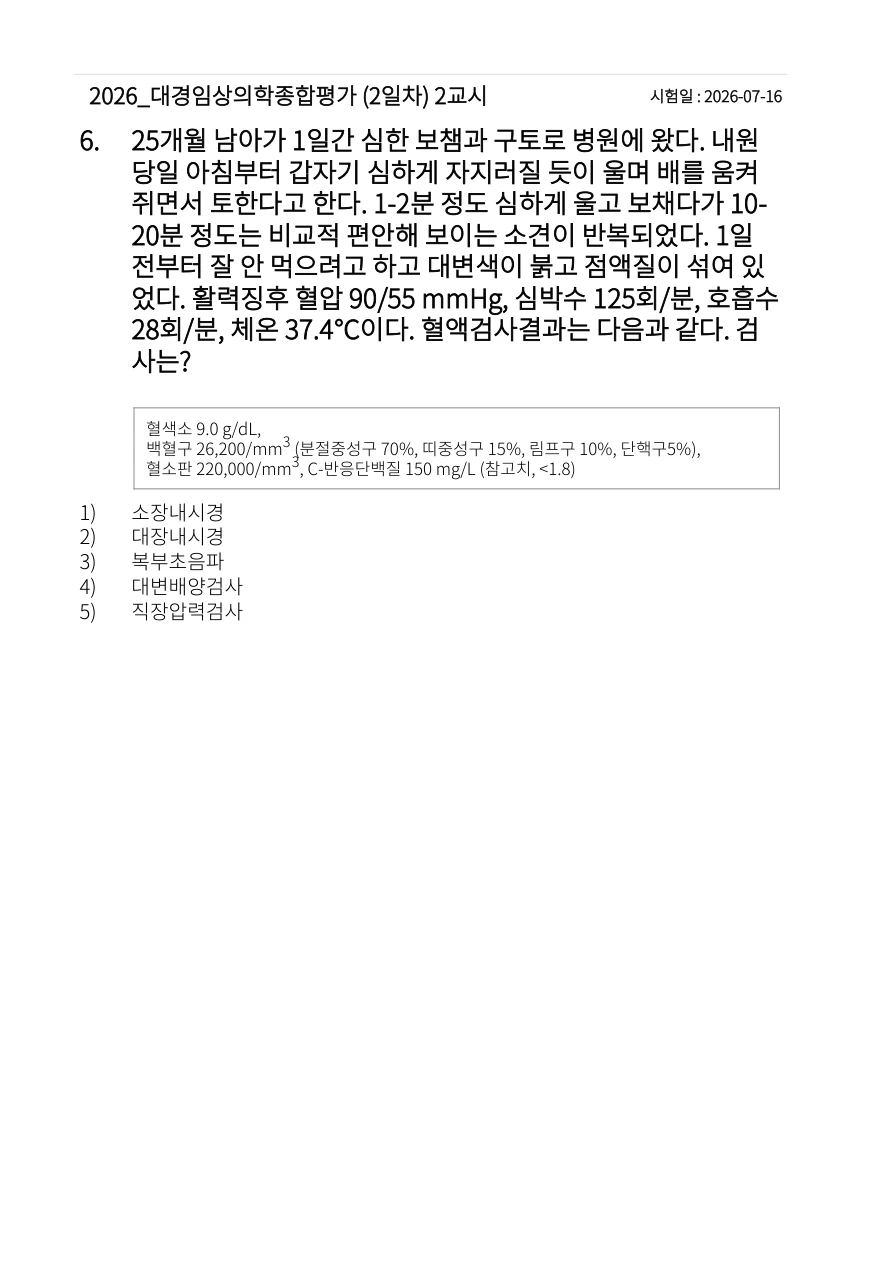 2026_대경임상의학종합평가 (2일차) 2교시
시험일 : 2026-07-16
6. 25개월 남아가 1일간 심한 보챔과 구토로 병원에 왔다. 내원
당일 아침부터 갑자기 심하게 자지러질 듯이 울며 배를 움켜
쥐면서 토한다고 한다. 1-2분 정도 심하게 울고 보채다가 10-
20분 정도는 비교적 편안해 보이는 소견이 반복되었다. 1일
전부터 잘 안 먹으려고 하고 대변색이 붉고 점액질이 섞여 있
었다. 활력징후 혈압 90/55 mmHg, 심박수 125회/분, 호흡수
28회/분, 체온 37.4℃이다. 혈액검사결과는 다음과 같다. 검
사는?
혈색소 9.0 g/dL,
백혈구 26,200/mm³ (분절중성구 70%, 띠중성구 15%, 림프구 10%, 단핵구5%),
혈소판 220,000/mm³, C-반응단백질 150 mg/L (참고치, <1.8)
1) 소장내시경
2) 대장내시경
3) 복부초음파
4) 대변배양검사
5) 직장압력검사